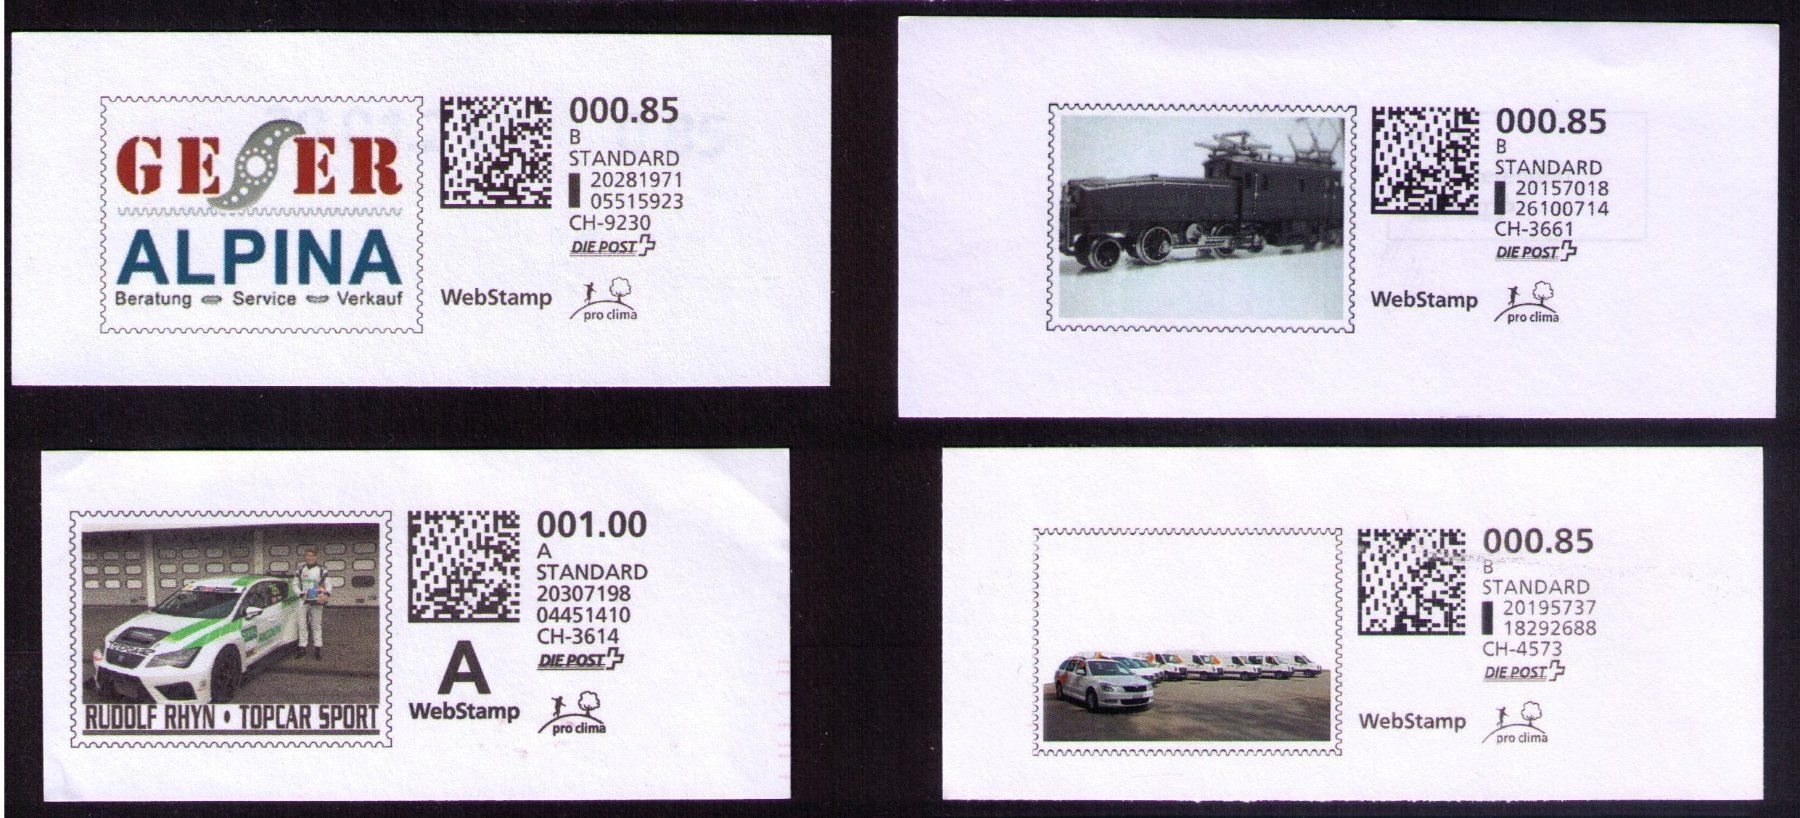 GESER
ALPINA
Beratung Service Verkauf
000.85
B
STANDARD
20281971
05515923
CH-9230
DIE POST
WebStamp
pro clima
000.85
B
STANDARD
20157018
26100714
CH-3661
DIE POST
WebStamp
pro clima
RUDOLF RHYN • TOPCAR SPORT
001.00
A
STANDARD
20307198
04451410
CH-3614
DIE POST
A
WebStamp
pro clima
000.85
B
STANDARD
20195737
18292688
CH-4573
DIE POST
WebStamp
pro clima